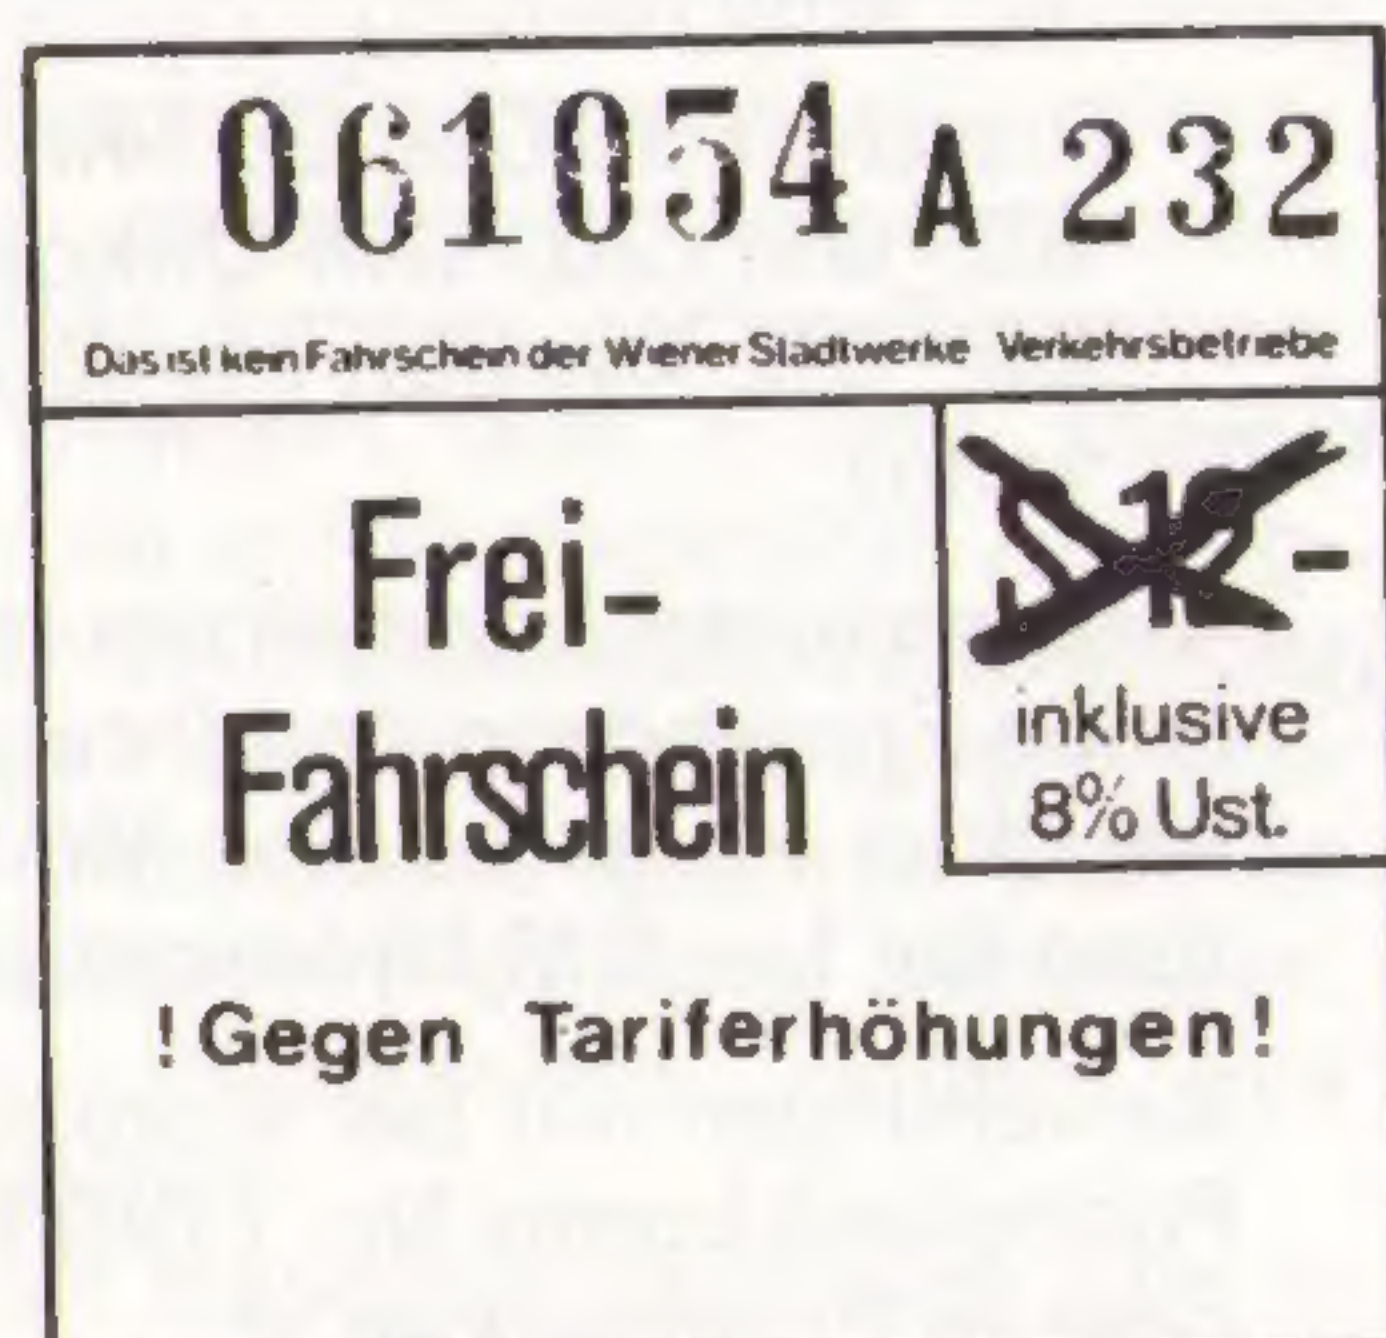 061054 A 232
Das ist kein Fahrschein der Wiener Stadtwerke Verkehrsbetriebe
Frei-
Fahrschein
inklusive
8% Ust.
! Gegen Tariferhöhungen!